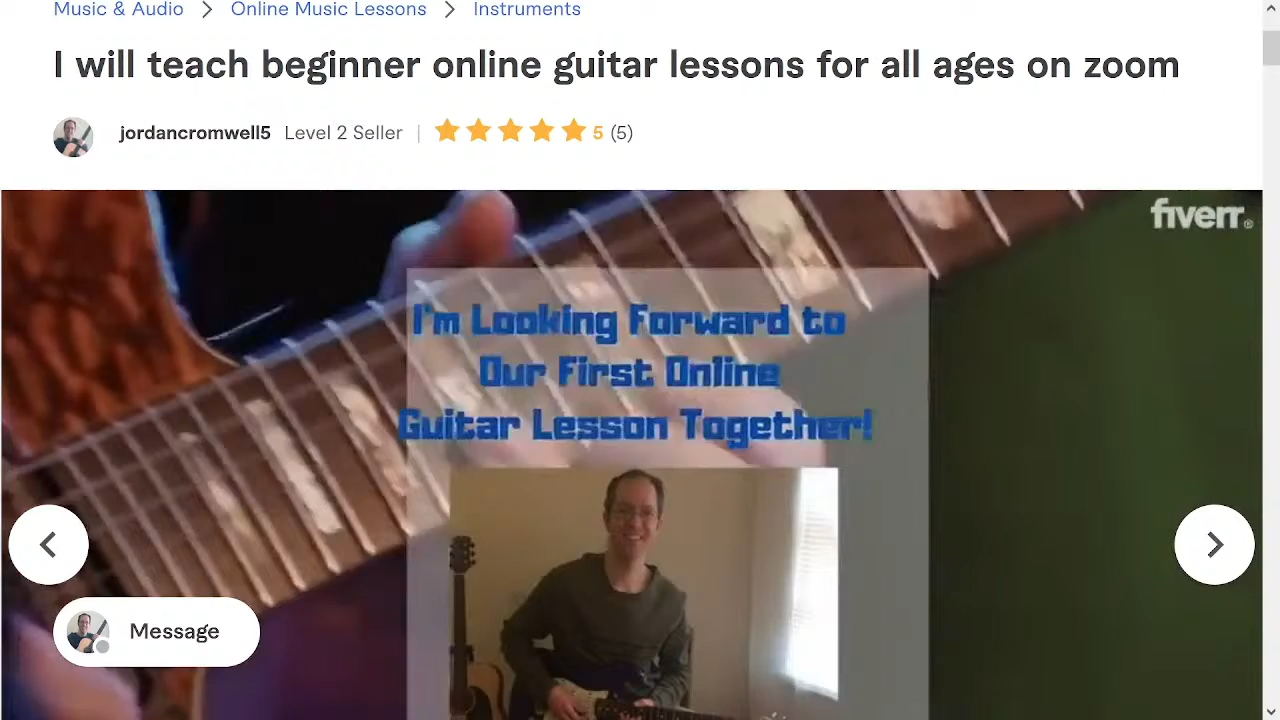 Music & Audio > Online Music Lessons > Instruments
I will teach beginner online guitar lessons for all ages on zoom
jordancromwell5 Level 2 Seller | 5 (5)
fiverr.
I'm Looking Forward to
Our First Online
Guitar Lesson Together!
Message